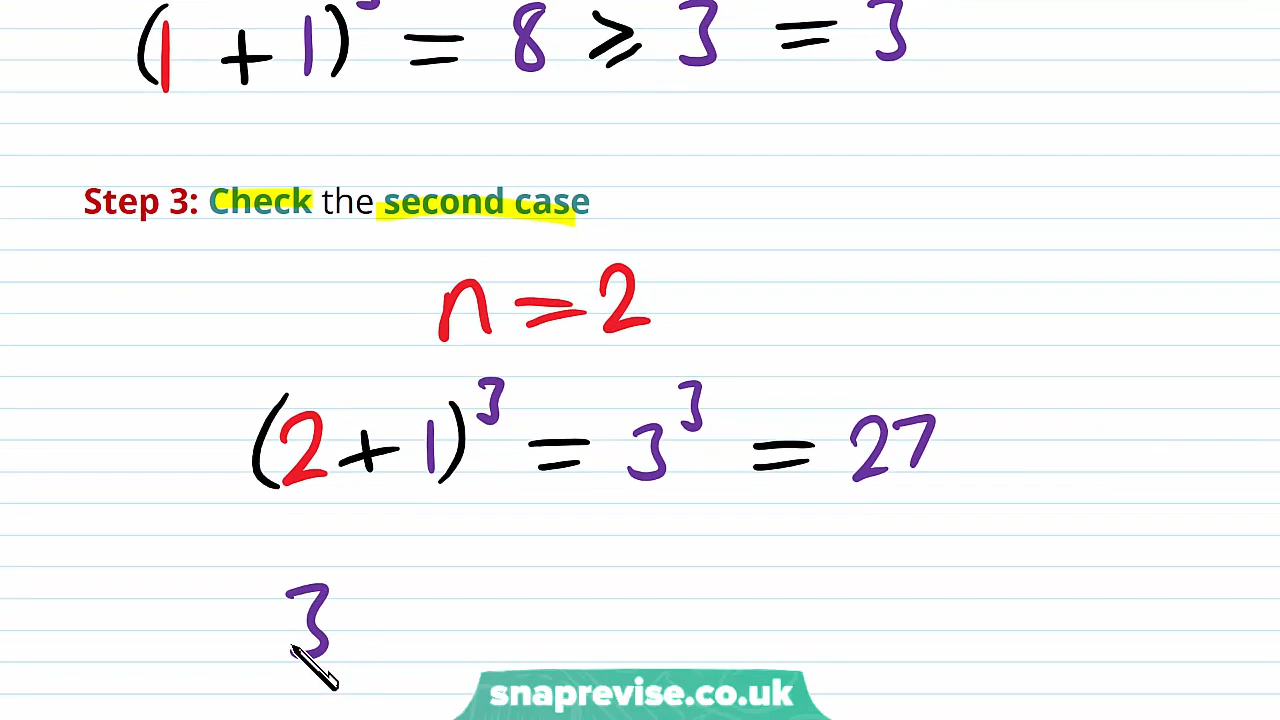 (1 + 1)³ = 8 ⩾ 3 = 3
Step 3: Check the second case
n = 2
(2 + 1)³ = 3³ = 27
3
snaprevise.co.uk